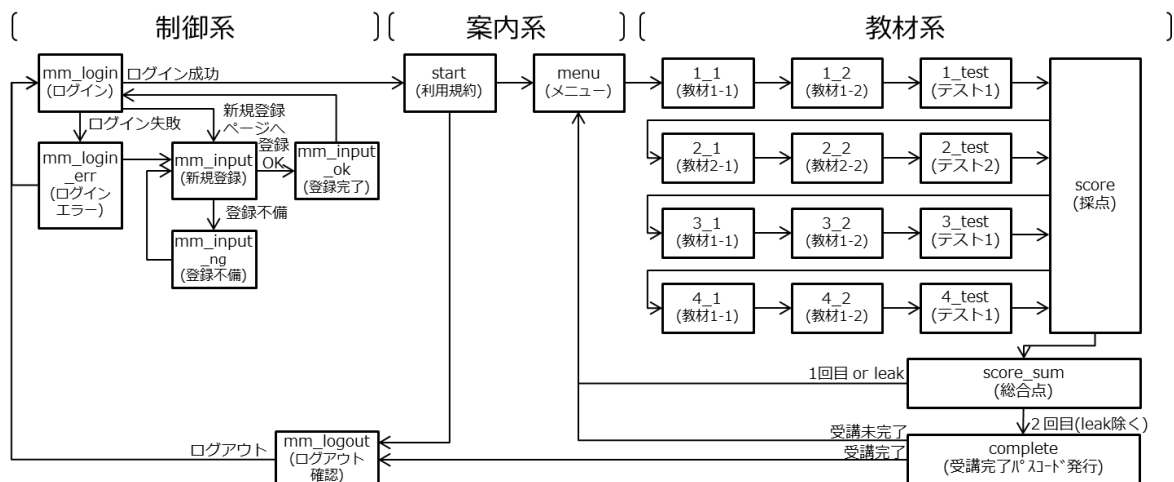 制御系
案内系
教材系
mm_login
(ログイン)
ログイン成功
start
(利用規約)
menu
(メニュー)
1_1
(教材1-1)
1_2
(教材1-2)
1_test
(テスト1)
ログイン失敗
新規登録
ページへ
mm_login
_err
(ログイン
エラー)
mm_input
(新規登録)
登録
OK
mm_input
_ok
(登録完了)
登録不備
mm_input
_ng
(登録不備)
2_1
(教材2-1)
2_2
(教材2-2)
2_test
(テスト2)
score
(採点)
3_1
(教材1-1)
3_2
(教材1-2)
3_test
(テスト1)
4_1
(教材1-1)
4_2
(教材1-2)
4_test
(テスト1)
1回目 or leak
score_sum
(総合点)
2回目(leak除く)
受講未完了
受講完了
complete
(受講完了パスコード発行)
ログアウト
mm_logout
(ログアウト
確認)